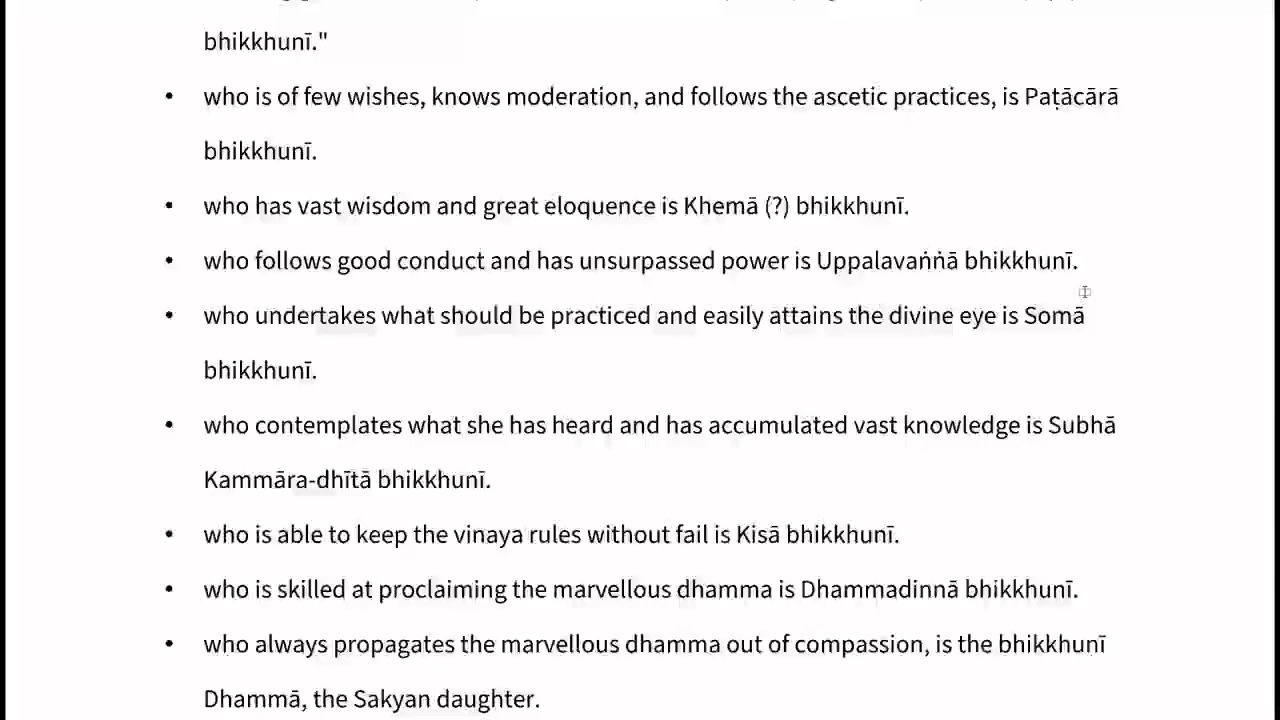 bhikkhunī."
• who is of few wishes, knows moderation, and follows the ascetic practices, is Paṭācārā
bhikkhunī.
• who has vast wisdom and great eloquence is Khemā (?) bhikkhunī.
• who follows good conduct and has unsurpassed power is Uppalavaṅṅā bhikkhunī.
• who undertakes what should be practiced and easily attains the divine eye is Somā
bhikkhunī.
• who contemplates what she has heard and has accumulated vast knowledge is Subhā
Kammāra-dhītā bhikkhunī.
• who is able to keep the vinaya rules without fail is Kisā bhikkhunī.
• who is skilled at proclaiming the marvellous dhamma is Dhammadinnā bhikkhunī.
• who always propagates the marvellous dhamma out of compassion, is the bhikkhunī
Dhammā, the Sakyan daughter.